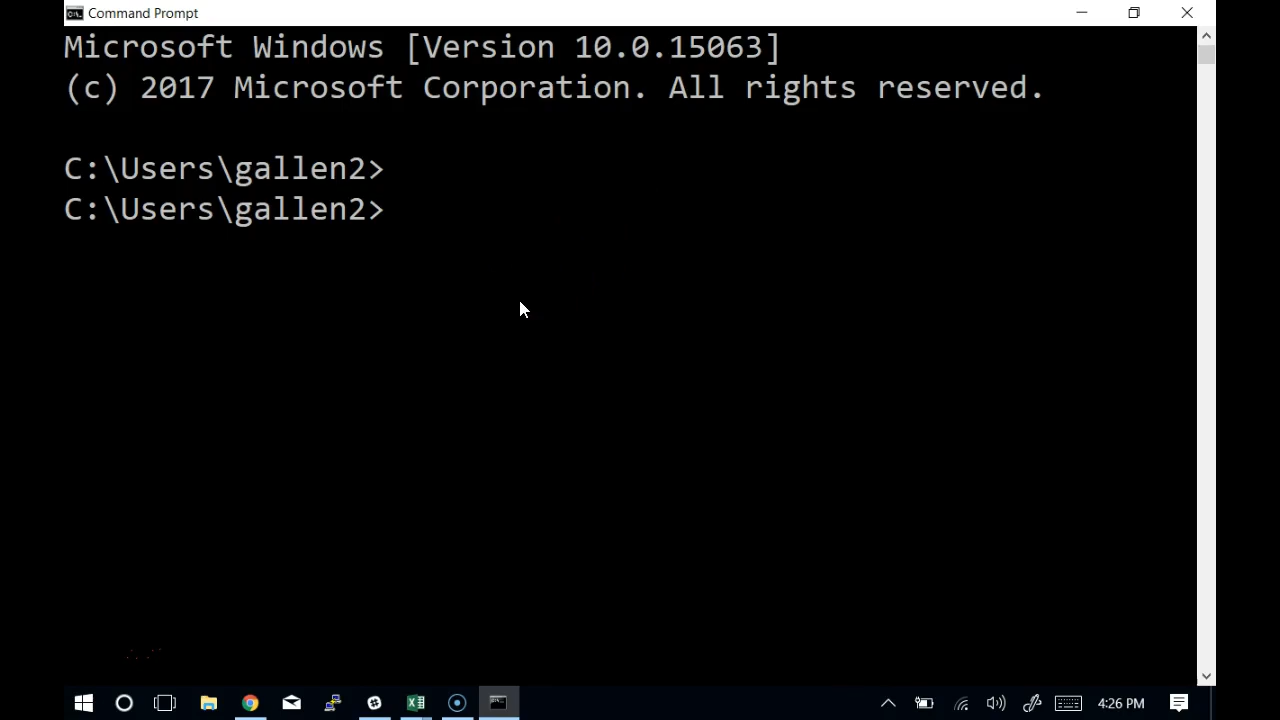 Command Prompt
Microsoft Windows [Version 10.0.15063]
(c) 2017 Microsoft Corporation. All rights reserved.
C:\Users\gallen2>
C:\Users\gallen2>
4:26 PM